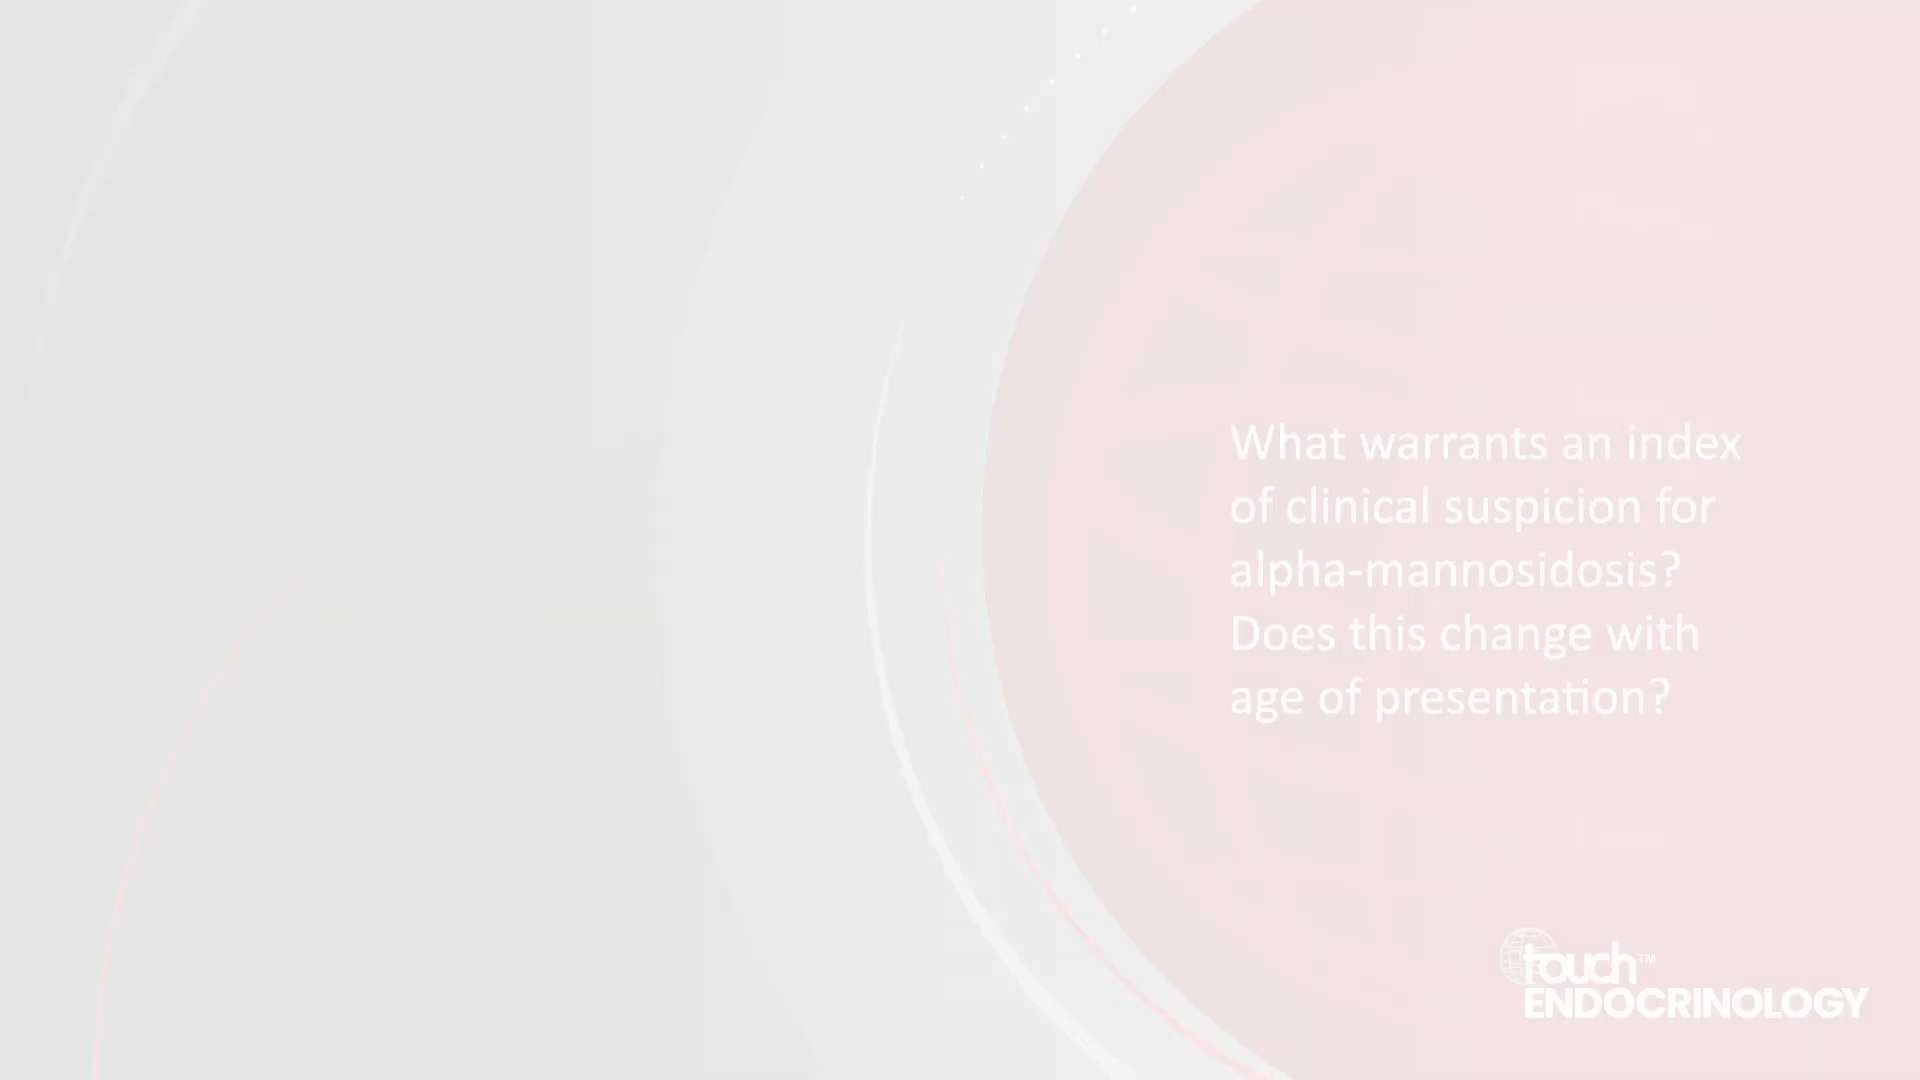 What warrants an index
of clinical suspicion for
alpha-mannosidosis?
Does this change with
age of presentation?
touch™
ENDOCRINOLOGY